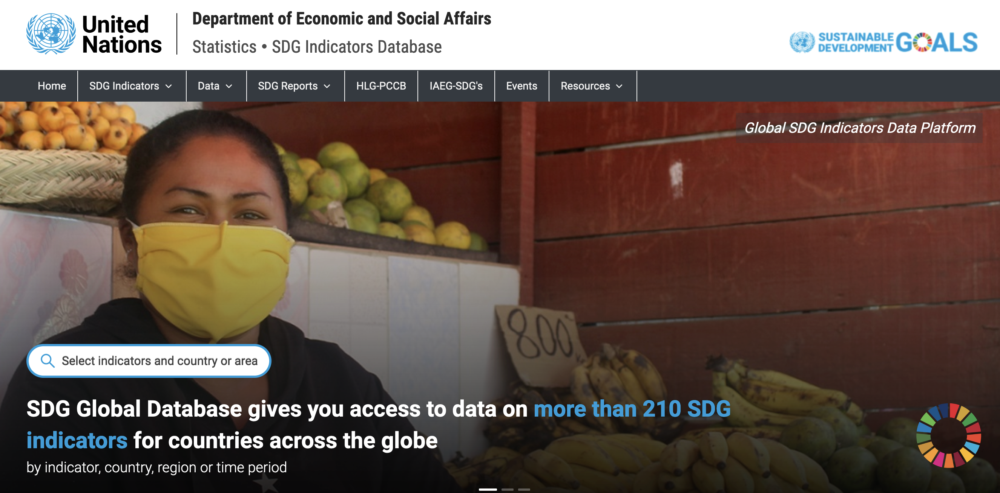 United
Nations
Department of Economic and Social Affairs
Statistics • SDG Indicators Database
SUSTAINABLE
DEVELOPMENT
GOALS
Home
SDG Indicators
Data
SDG Reports
HLG-PCCB
IAEG-SDG's
Events
Resources
Global SDG Indicators Data Platform
800
Select indicators and country or area
SDG Global Database gives you access to data on more than 210 SDG
indicators for countries across the globe
by indicator, country, region or time period